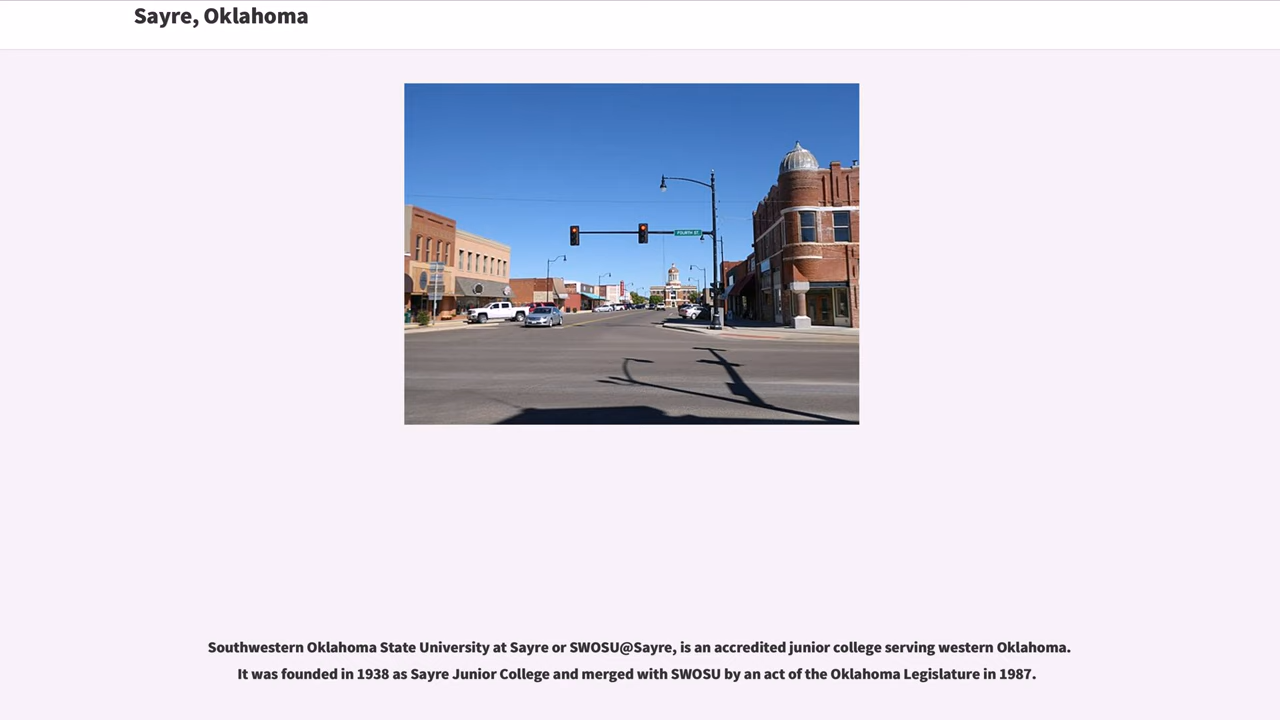 Sayre, Oklahoma
FOURTH ST.
Southwestern Oklahoma State University at Sayre or SWOSU@Sayre, is an accredited junior college serving western Oklahoma.
It was founded in 1938 as Sayre Junior College and merged with SWOSU by an act of the Oklahoma Legislature in 1987.